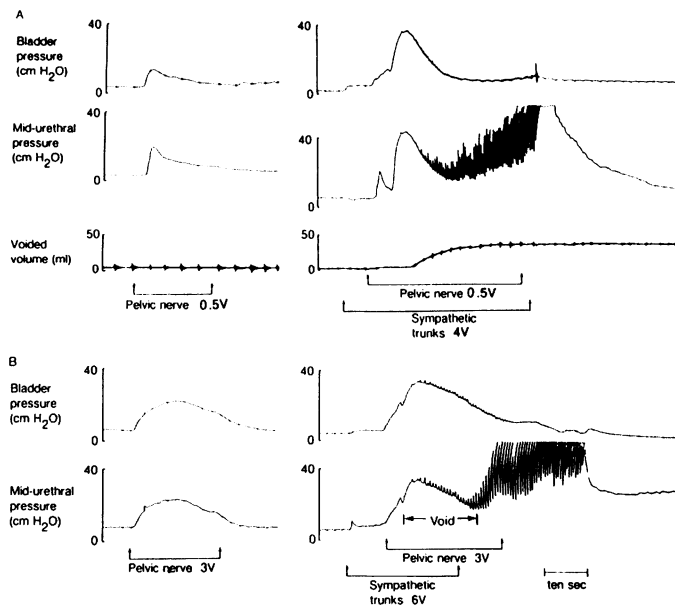 A
Bladder
pressure
(cm H2O)
40
0
40
0
Mid-urethral
pressure
(cm H2O)
40
0
40
0
Voided
volume (ml)
50
0
50
0
Pelvic nerve 0.5V
Pelvic nerve 0.5V
Sympathetic
trunks 4V
B
Bladder
pressure
(cm H2O)
40
0
40
0
Mid-urethral
pressure
(cm H2O)
40
0
40
0
Void
Pelvic nerve 3V
Pelvic nerve 3V
Sympathetic
trunks 6V
ten sec